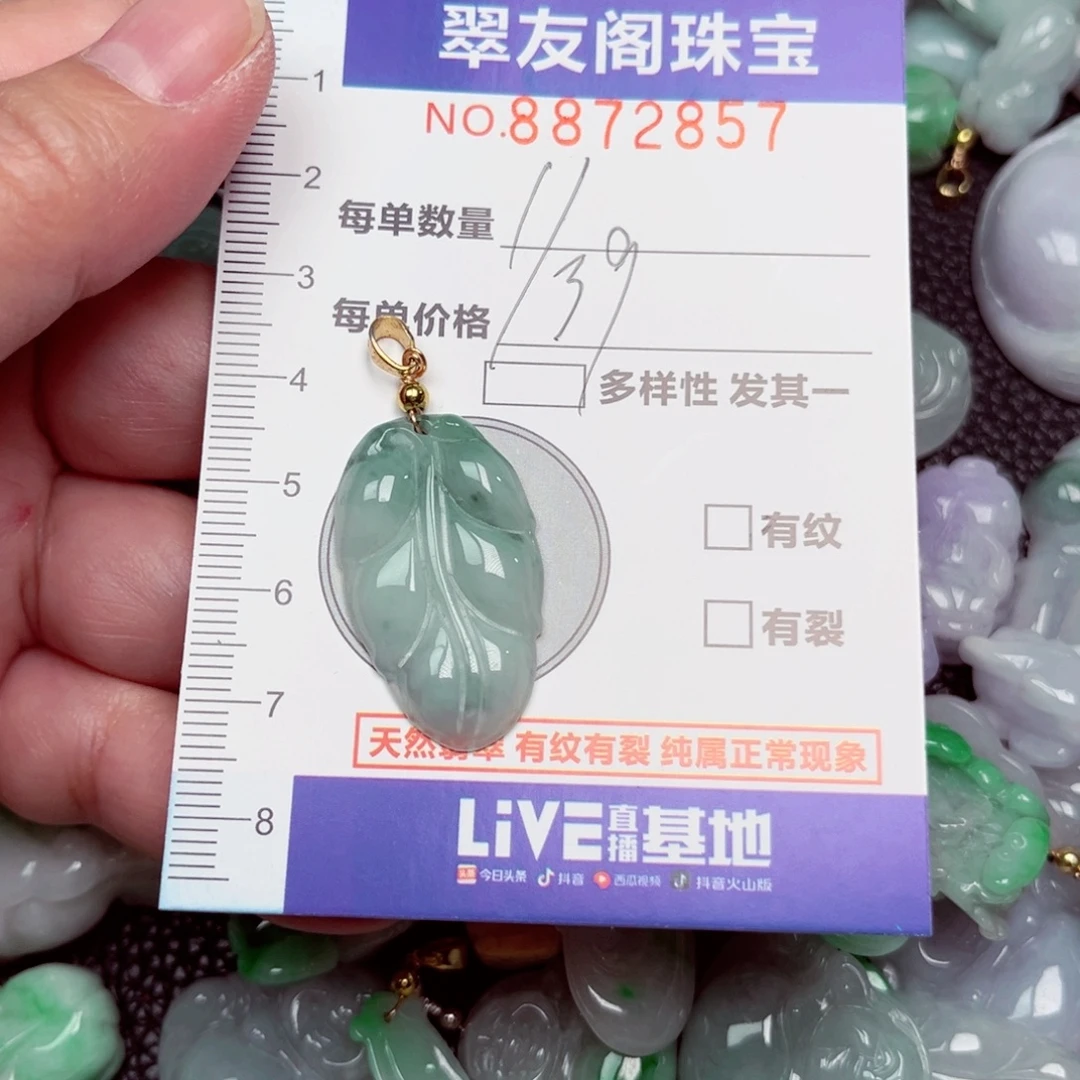 翠友阁珠宝
NO.8872857
每单数量
每单价格 39
多样性 发其一
有纹
有裂
天然翡翠 有纹有裂 纯属正常现象
LiVE直播基地
头条 今日头条 抖音 西瓜视频 抖音火山版
1
2
3
4
5
6
7
8